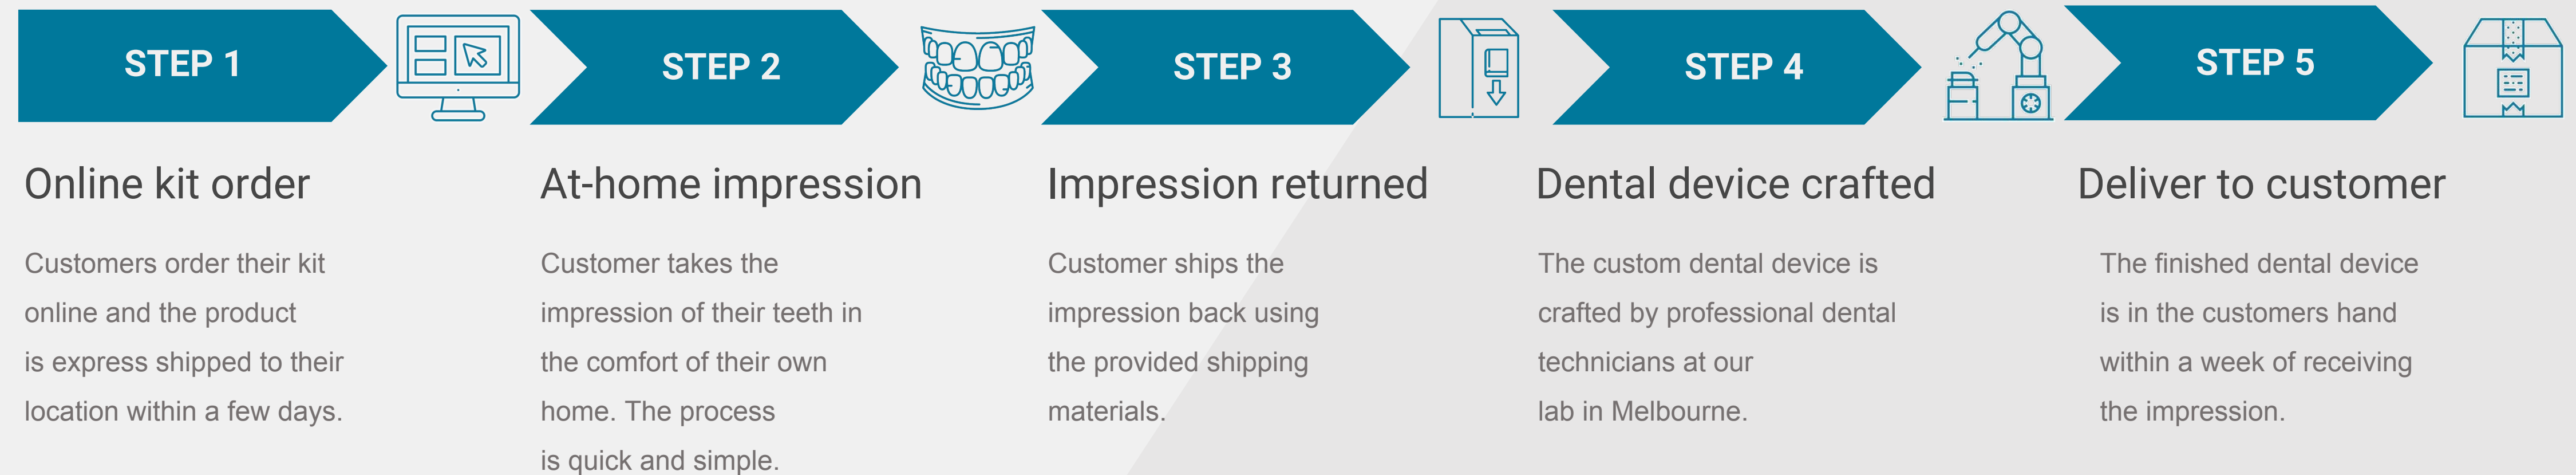 STEP 1
Online kit order
Customers order their kit
online and the product
is express shipped to their
location within a few days.
STEP 2
At-home impression
Customer takes the
impression of their teeth in
the comfort of their own
home. The process
is quick and simple.
STEP 3
Impression returned
Customer ships the
impression back using
the provided shipping
materials.
STEP 4
Dental device crafted
The custom dental device is
crafted by professional dental
technicians at our
lab in Melbourne.
STEP 5
Deliver to customer
The finished dental device
is in the customers hand
within a week of receiving
the impression.